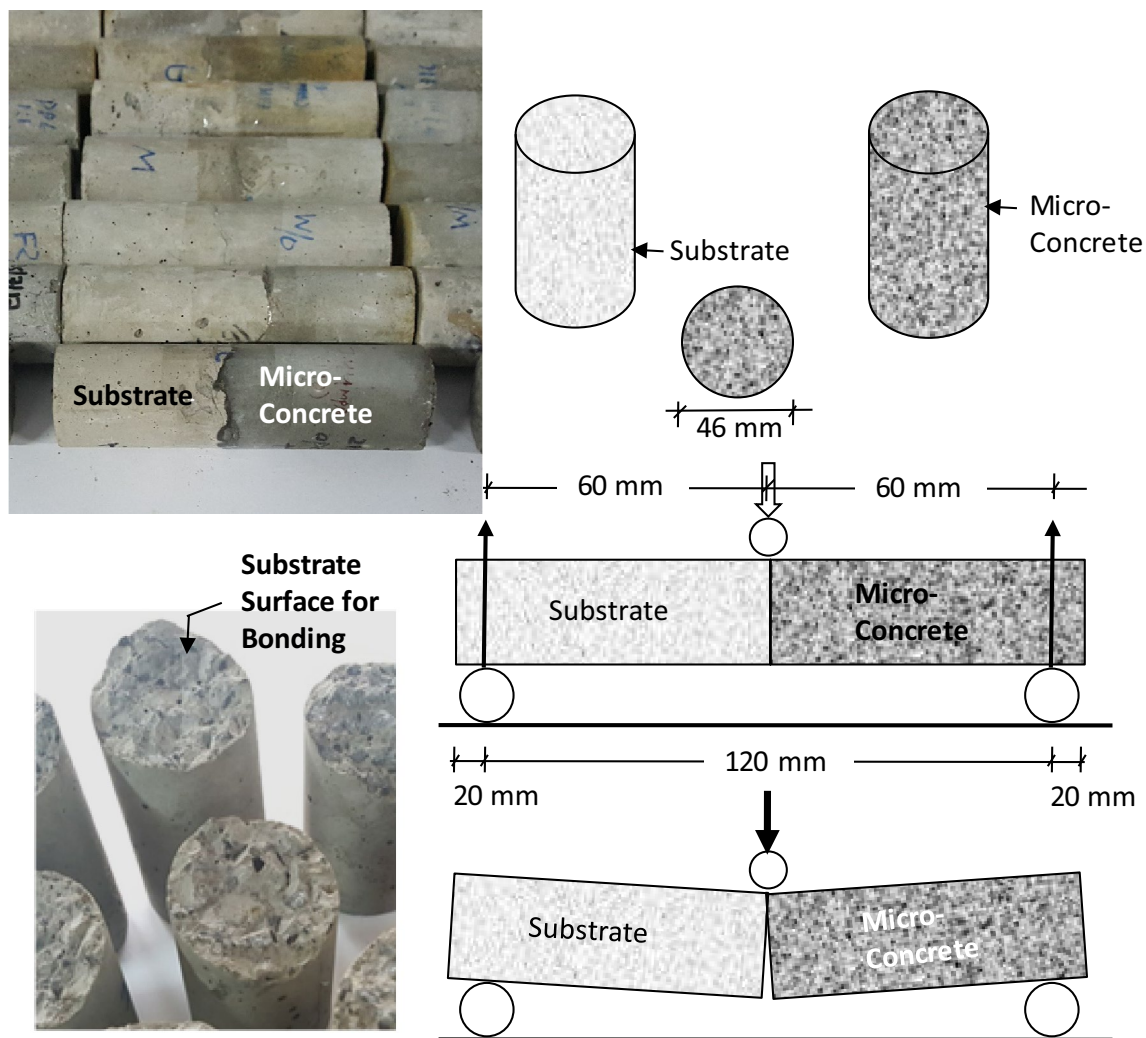 M
W/b
F2
Substrate
Micro-
Concrete
Substrate
Micro-
Concrete
46 mm
60 mm
60 mm
Substrate
Micro-
Concrete
Substrate
Surface for
Bonding
120 mm
20 mm
20 mm
Substrate
Micro-
Concrete